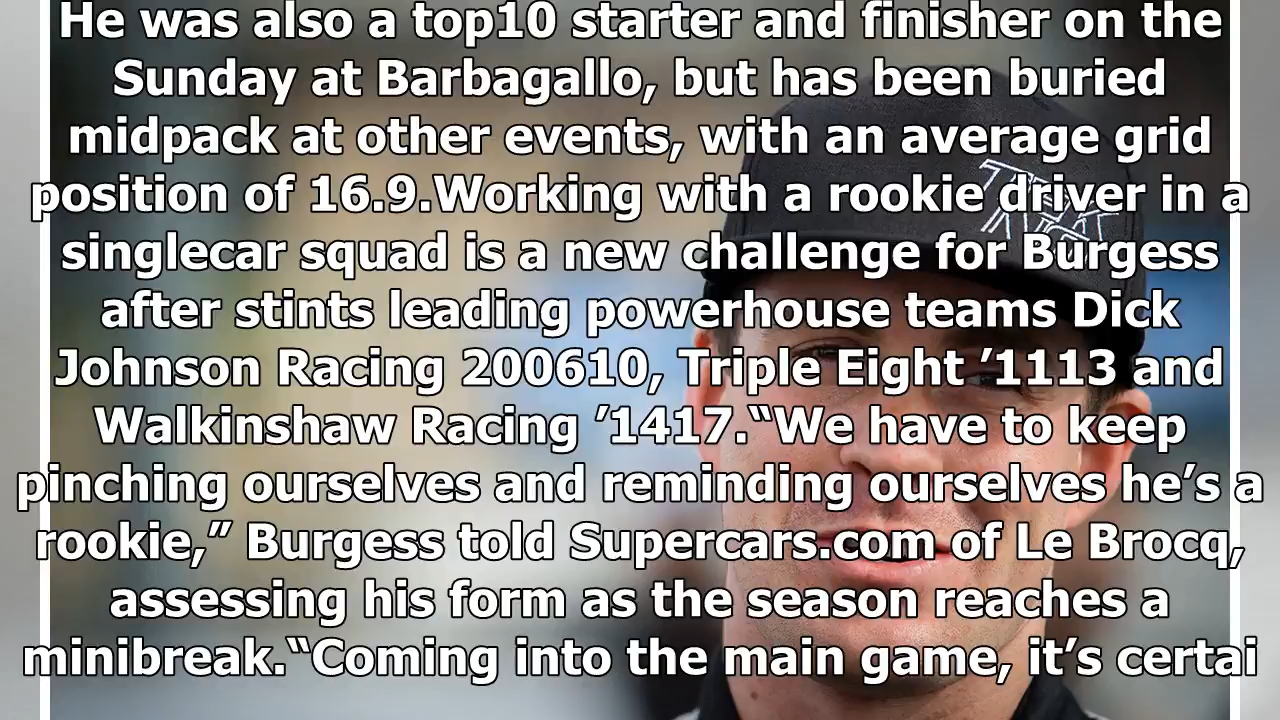 He was also a top10 starter and finisher on the
Sunday at Barbagallo, but has been buried
midpack at other events, with an average grid
position of 16.9.Working with a rookie driver in a
singlecar squad is a new challenge for Burgess
after stints leading powerhouse teams Dick
Johnson Racing 200610, Triple Eight ’1113 and
Walkinshaw Racing ’1417.“We have to keep
pinching ourselves and reminding ourselves he’s a
rookie,” Burgess told Supercars.com of Le Brocq,
assessing his form as the season reaches a
minibreak.“Coming into the main game, it’s certai